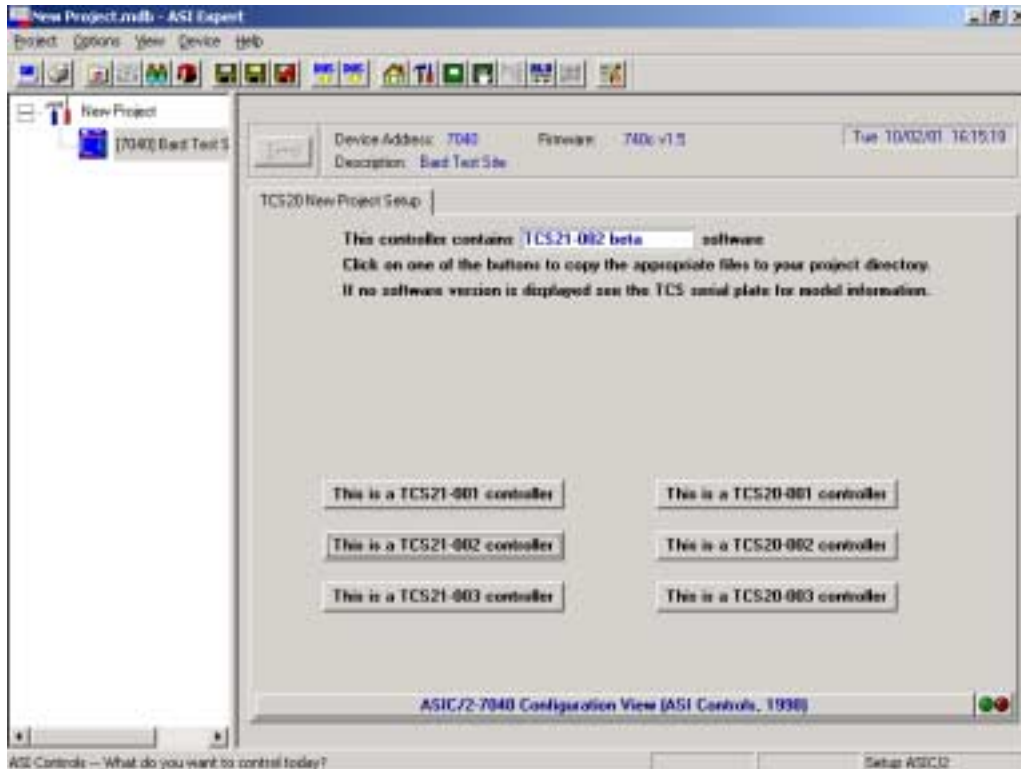 New Project.mdb - ASI Expert
Project Options View Device Help
New Project
[7040] Bard Test S
Device Address: 7040 Firmware: 740c v1.5
Tue 10/02/01 16:15:19
Description: Bard Test Site
TCS20 New Project Setup
This controller contains TCS21-002 beta software
Click on one of the buttons to copy the appropriate files to your project directory.
If no software version is displayed see the TCS serial plate for model information.
This is a TCS21-001 controller
This is a TCS20-001 controller
This is a TCS21-002 controller
This is a TCS20-002 controller
This is a TCS21-003 controller
This is a TCS20-003 controller
ASIC/2-7040 Configuration View (ASI Controls, 1998)
ASI Controls -- What do you want to control today?
Setup ASIC/2